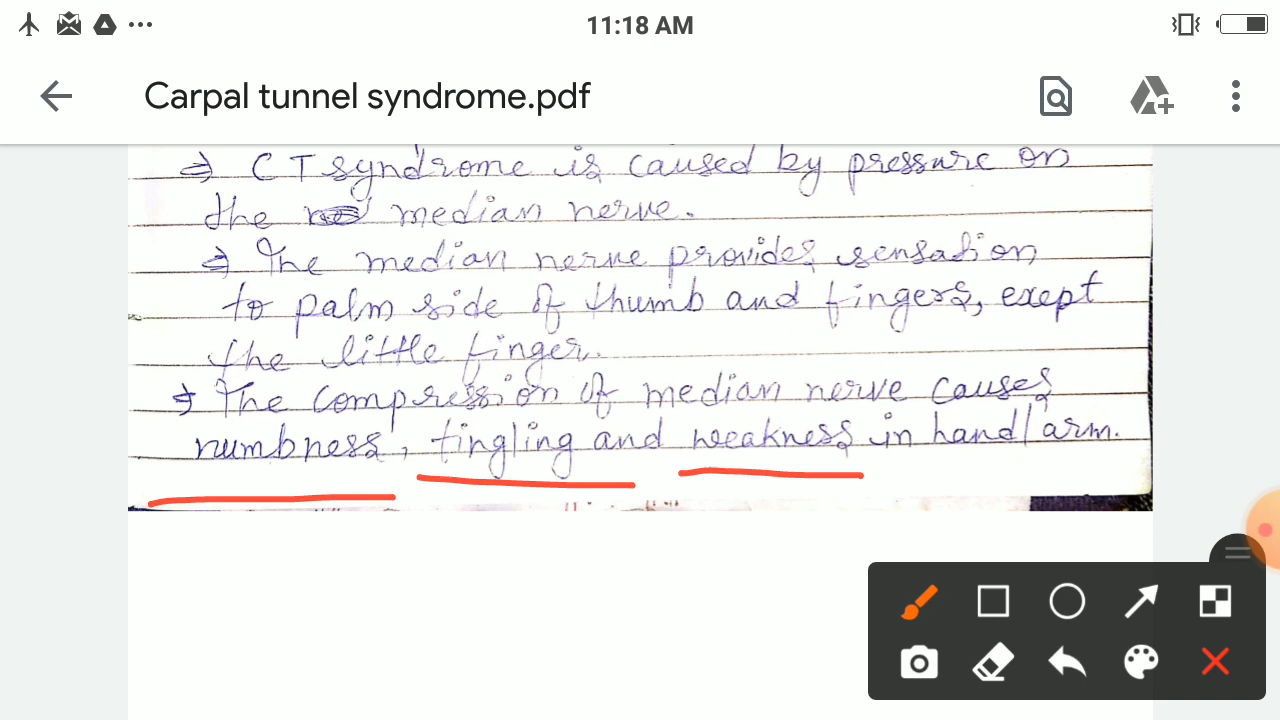 11:18 AM
Carpal tunnel syndrome.pdf
⇒ C T syndrome is caused by pressure on
the median nerve.
⇒ The median nerve provides sensation
to palm side of thumb and fingers, exept
the little finger.
⇒ The compression of median nerve causes
numbness, tingling and weakness in hand/arm.